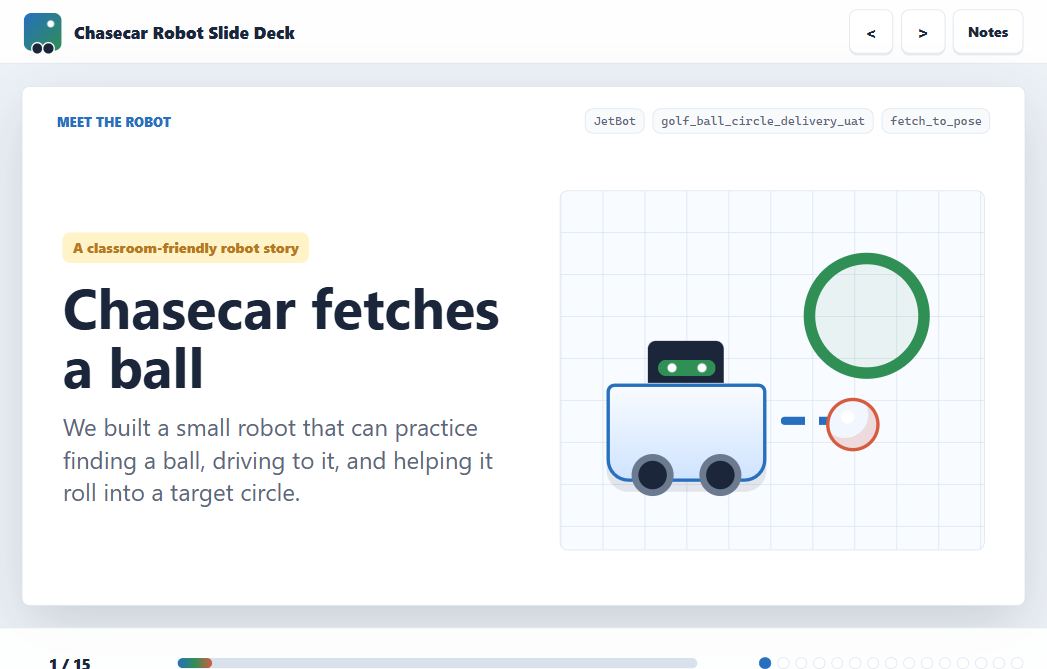 Chasecar Robot Slide Deck
<
>
Notes
MEET THE ROBOT
JetBot
golf_ball_circle_delivery_uat
fetch_to_pose
A classroom-friendly robot story
Chasecar fetches
a ball
We built a small robot that can practice
finding a ball, driving to it, and helping it
roll into a target circle.
1 / 15